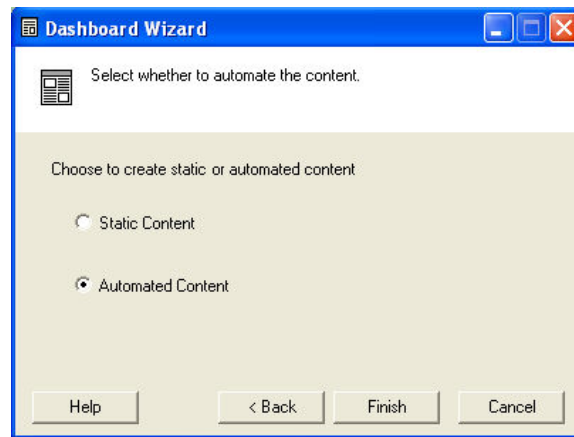 Dashboard Wizard
Select whether to automate the content.
Choose to create static or automated content
Static Content
Automated Content
Help
< Back
Finish
Cancel